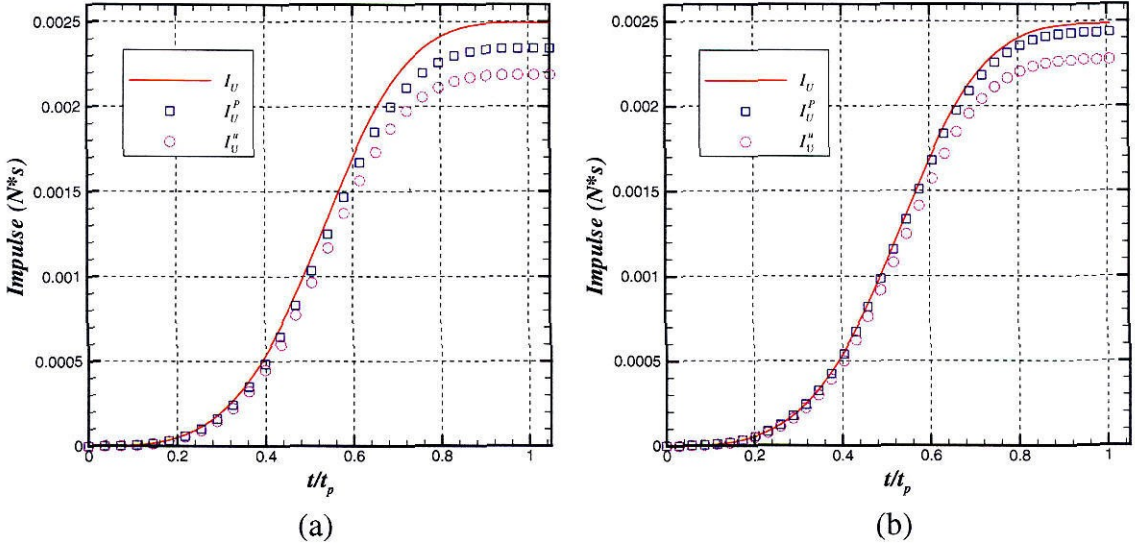 0.0025
0.002
0.0015
0.001
0.0005
0
Impulse (N*s)
I_U
I_U^P
I_U^u
0 0.2 0.4 0.6 0.8 1
t/t_p
(a)
0.0025
0.002
0.0015
0.001
0.0005
0
Impulse (N*s)
I_U
I_U^P
I_U^u
0 0.2 0.4 0.6 0.8 1
t/t_p
(b)